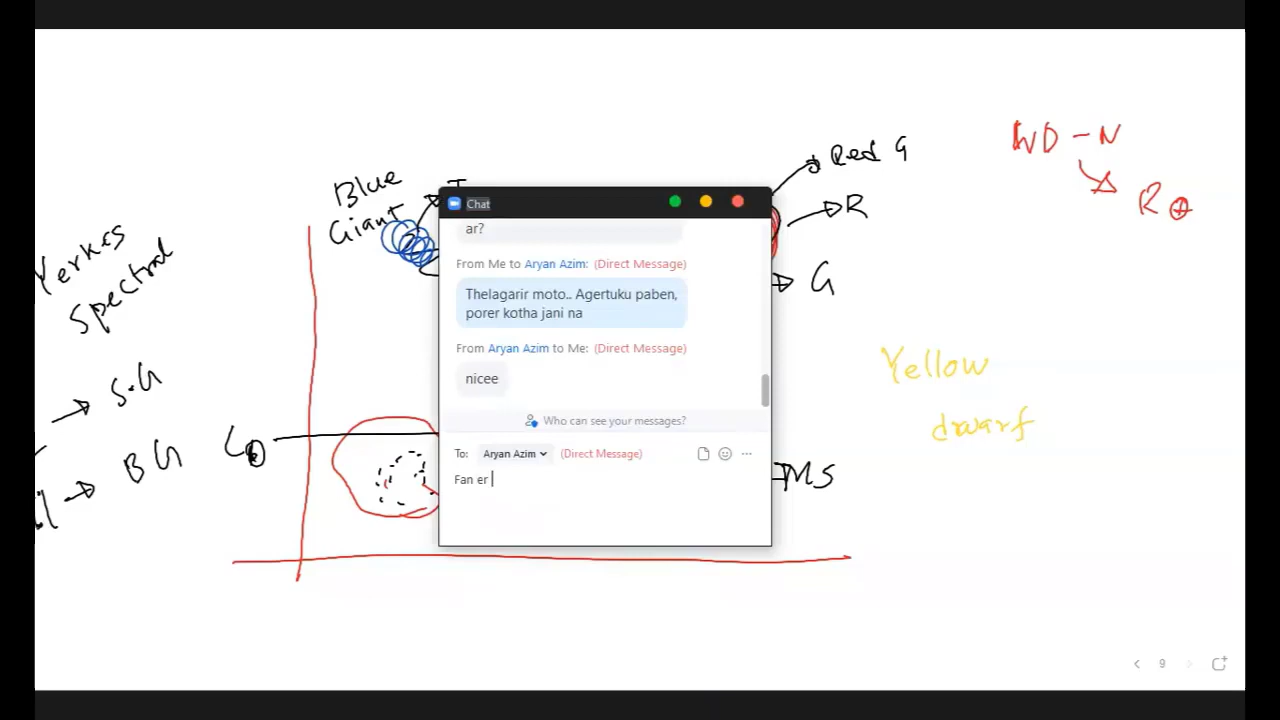 Yerkes
Spectral
→ S.G
→ BG
Blue
Giant
Red G
R
G
MS
WD - N
R
Yellow
dwarf
Chat
ar?
From Me to Aryan Azim: (Direct Message)
Thelagarir moto.. Agertuku paben,
porer kotha jani na
From Aryan Azim to Me: (Direct Message)
nicee
Who can see your messages?
To: Aryan Azim (Direct Message)
Fan er
9